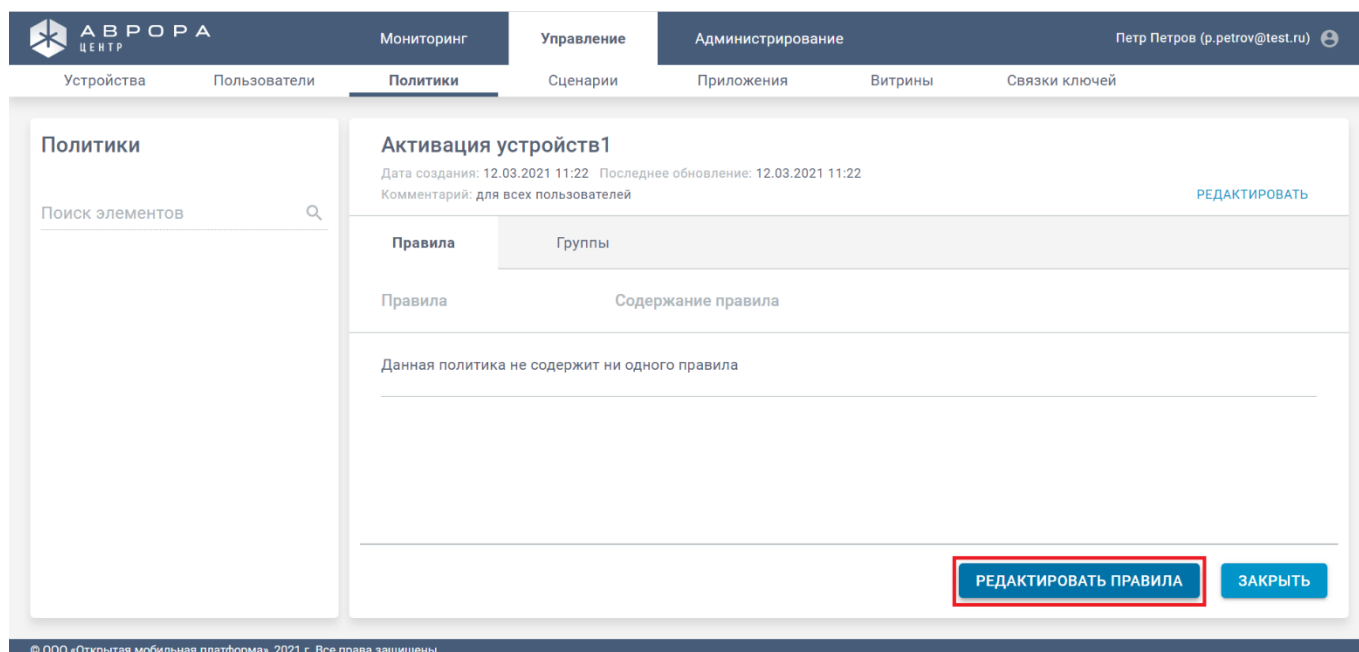 АВРОРА
ЦЕНТР
Мониторинг Управление Администрирование Петр Петров (p.petrov@test.ru)
Устройства Пользователи Политики Сценарии Приложения Витрины Связки ключей
Политики
Поиск элементов
Активация устройств1
Дата создания: 12.03.2021 11:22 Последнее обновление: 12.03.2021 11:22
Комментарий: для всех пользователей РЕДАКТИРОВАТЬ
Правила Группы
Правила Содержание правила
Данная политика не содержит ни одного правила
РЕДАКТИРОВАТЬ ПРАВИЛА ЗАКРЫТЬ
© ООО «Открытая мобильная платформа», 2021 г. Все права защищены